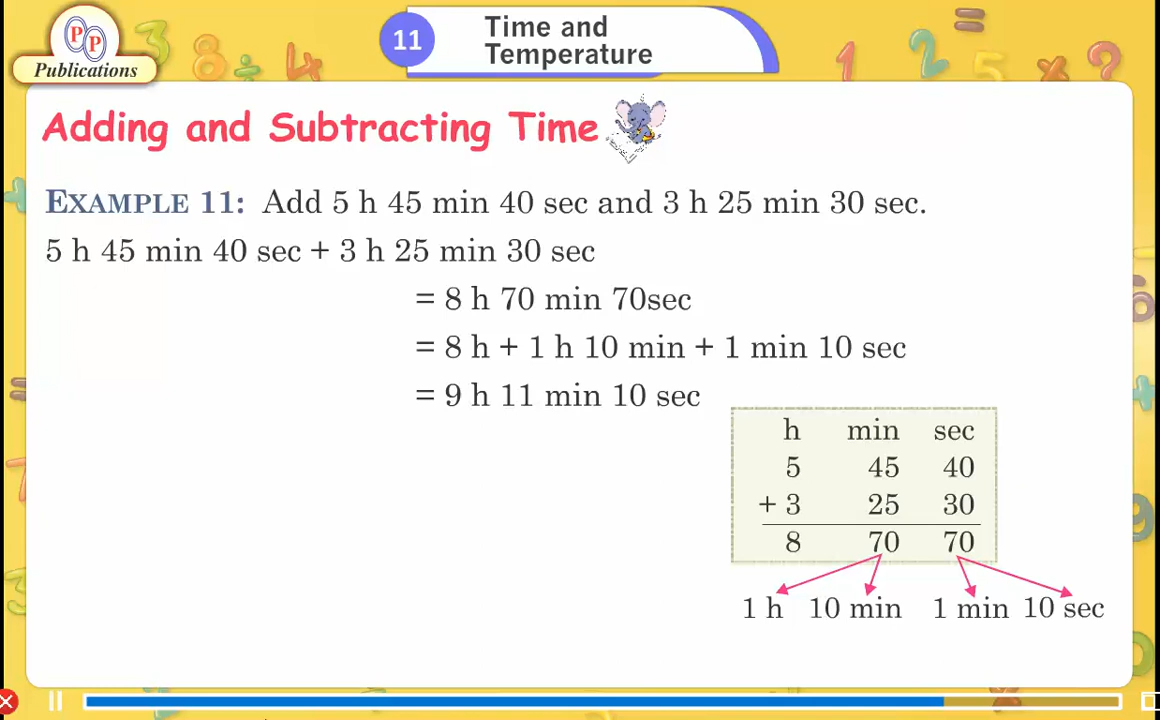 PP
Publications
11
Time and
Temperature
Adding and Subtracting Time
EXAMPLE 11: Add 5 h 45 min 40 sec and 3 h 25 min 30 sec.
5 h 45 min 40 sec + 3 h 25 min 30 sec
= 8 h 70 min 70sec
= 8 h + 1 h 10 min + 1 min 10 sec
= 9 h 11 min 10 sec
h min sec
5 45 40
+ 3 25 30
8 70 70
1 h 10 min 1 min 10 sec